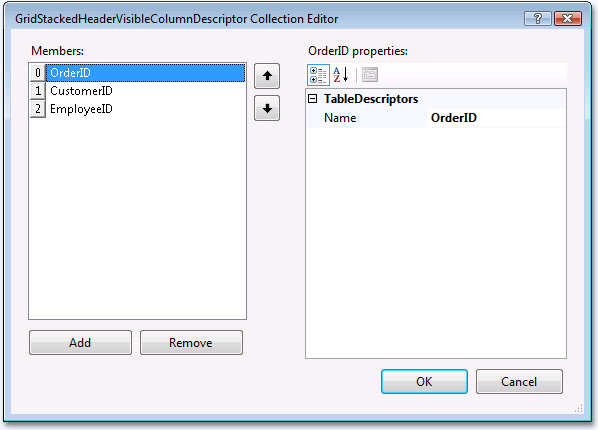 GridStackedHeaderVisibleColumnDescriptor Collection Editor
?
Members:
0 OrderID
1 CustomerID
2 EmployeeID
Add Remove
OrderID properties:
A Z
TableDescriptors
Name OrderID
OK Cancel